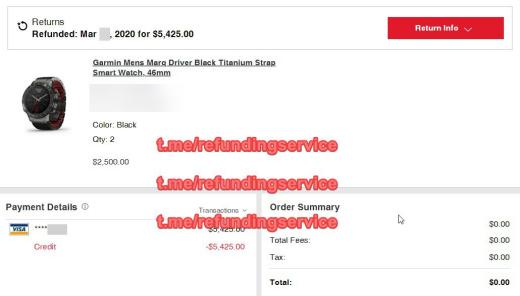 Returns
Refunded: Mar , 2020 for $5,425.00
Return Info
Garmin Mens Marq Driver Black Titanium Strap
Smart Watch, 46mm
Color: Black
Qty: 2
t.me/refundingservice
$2,500.00
t.me/refundingservice
Payment Details
Transactions
t.me/refundingservice
VISA **** $5,425.00
Credit -$5,425.00
Order Summary
$0.00
Total Fees: $0.00
Tax: $0.00
Total: $0.00